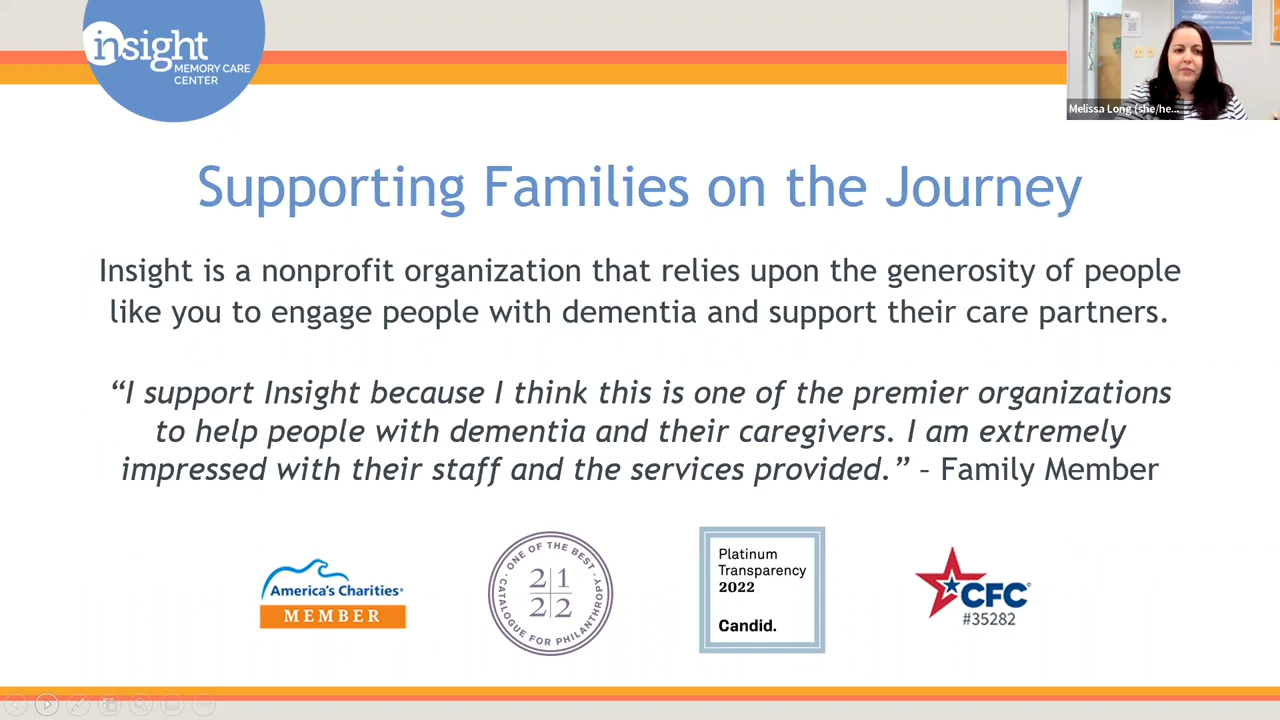 insight
MEMORY CARE
CENTER
OUR MISSION
Melissa Long (she/he...
Supporting Families on the Journey
Insight is a nonprofit organization that relies upon the generosity of people
like you to engage people with dementia and support their care partners.
“I support Insight because I think this is one of the premier organizations
to help people with dementia and their caregivers. I am extremely
impressed with their staff and the services provided.” – Family Member
America's Charities®
MEMBER
· ONE OF THE BEST ·
21
22
CATALOGUE FOR PHILANTHROPY
Platinum
Transparency
2022
Candid.
CFC®
#35282